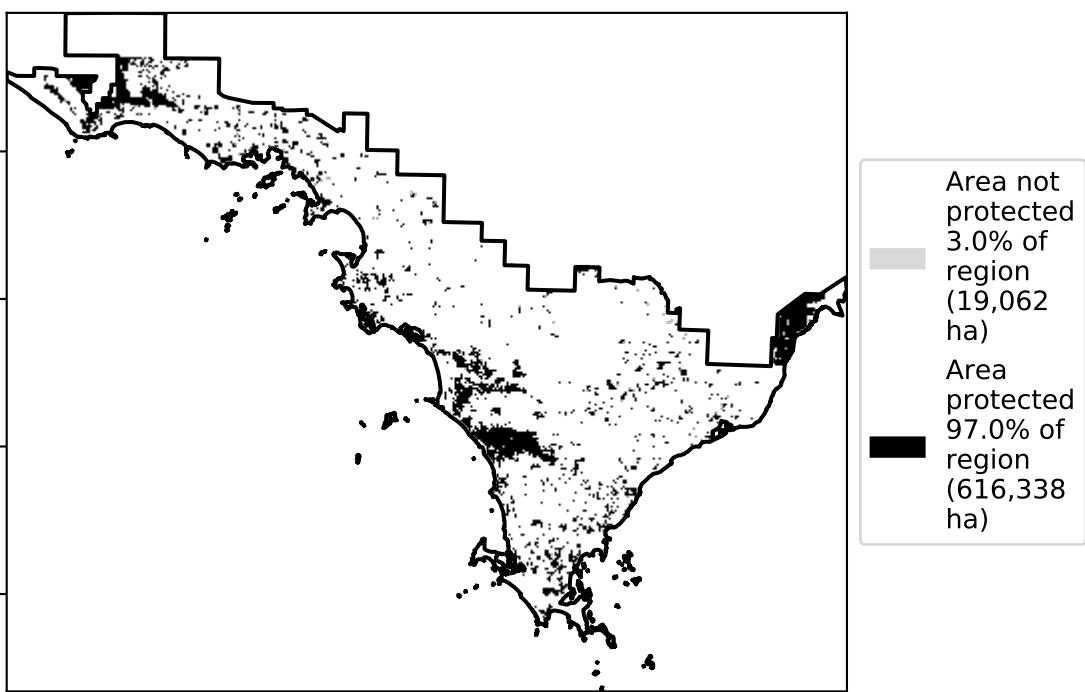 Area not
protected
3.0% of
region
(19,062
ha)
Area
protected
97.0% of
region
(616,338
ha)